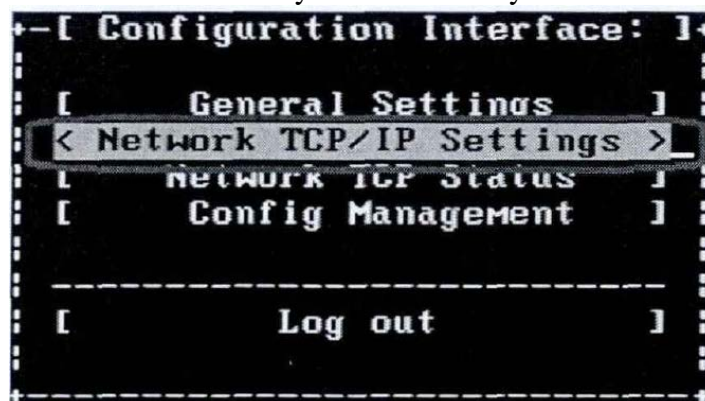 +-[ Configuration Interface: ]+
[ General Settings ]
< Network TCP/IP Settings >
[ Network TCP Status ]
[ Config Management ]
[ Log out ]